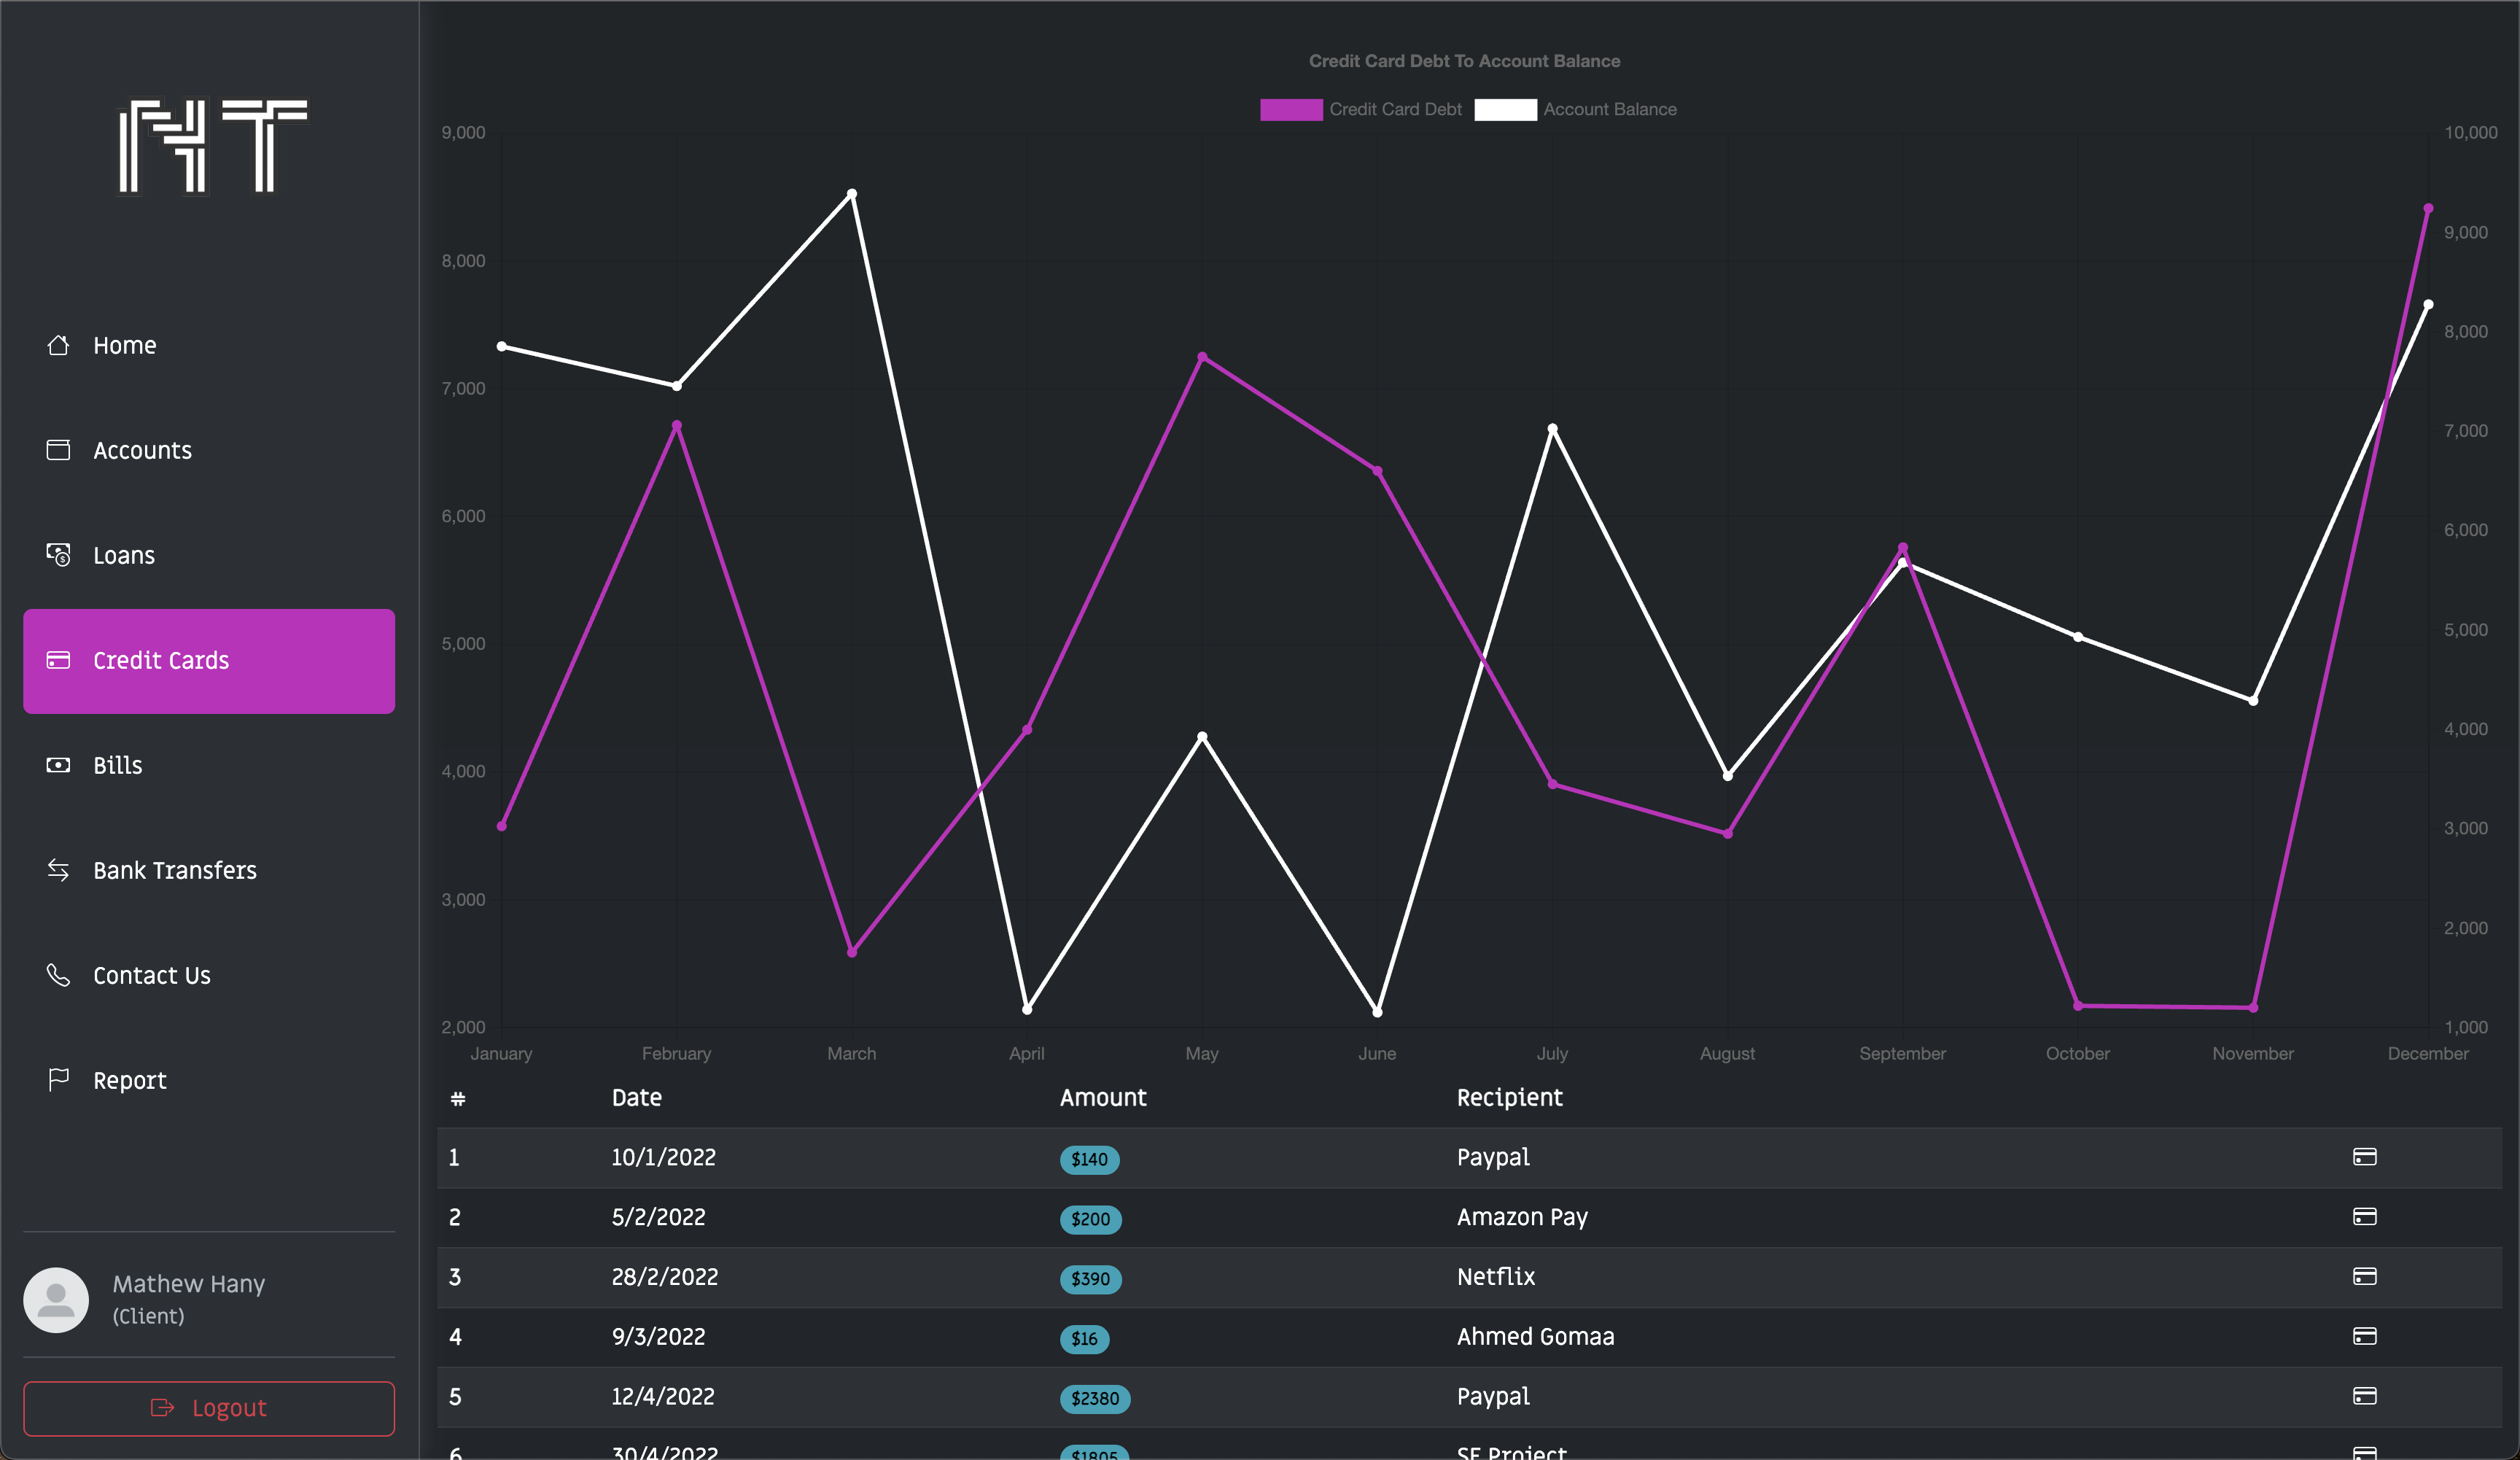 NT
Home
Accounts
Loans
Credit Cards
Bills
Bank Transfers
Contact Us
Report
Mathew Hany
(Client)
Logout
Credit Card Debt To Account Balance
Credit Card Debt Account Balance
9,000
8,000
7,000
6,000
5,000
4,000
3,000
2,000
10,000
9,000
8,000
7,000
6,000
5,000
4,000
3,000
2,000
1,000
January February March April May June July August September October November December
# Date Amount Recipient
1 10/1/2022 $140 Paypal
2 5/2/2022 $200 Amazon Pay
3 28/2/2022 $390 Netflix
4 9/3/2022 $16 Ahmed Gomaa
5 12/4/2022 $2380 Paypal
6 30/4/2022 $1805 SE Project